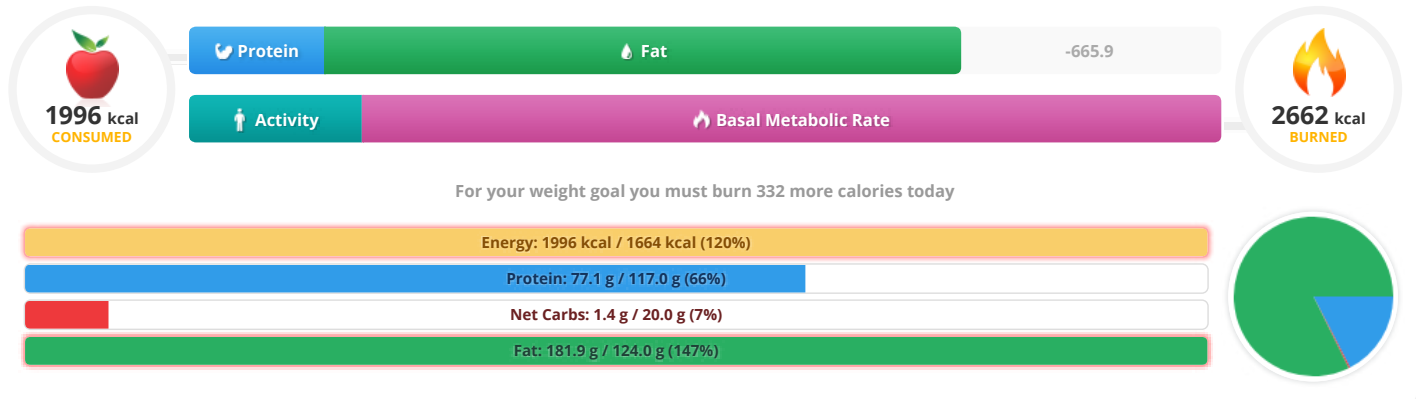 Protein
Fat
-665.9
1996 kcal
CONSUMED
Activity
Basal Metabolic Rate
2662 kcal
BURNED
For your weight goal you must burn 332 more calories today
Energy: 1996 kcal / 1664 kcal (120%)
Protein: 77.1 g / 117.0 g (66%)
Net Carbs: 1.4 g / 20.0 g (7%)
Fat: 181.9 g / 124.0 g (147%)